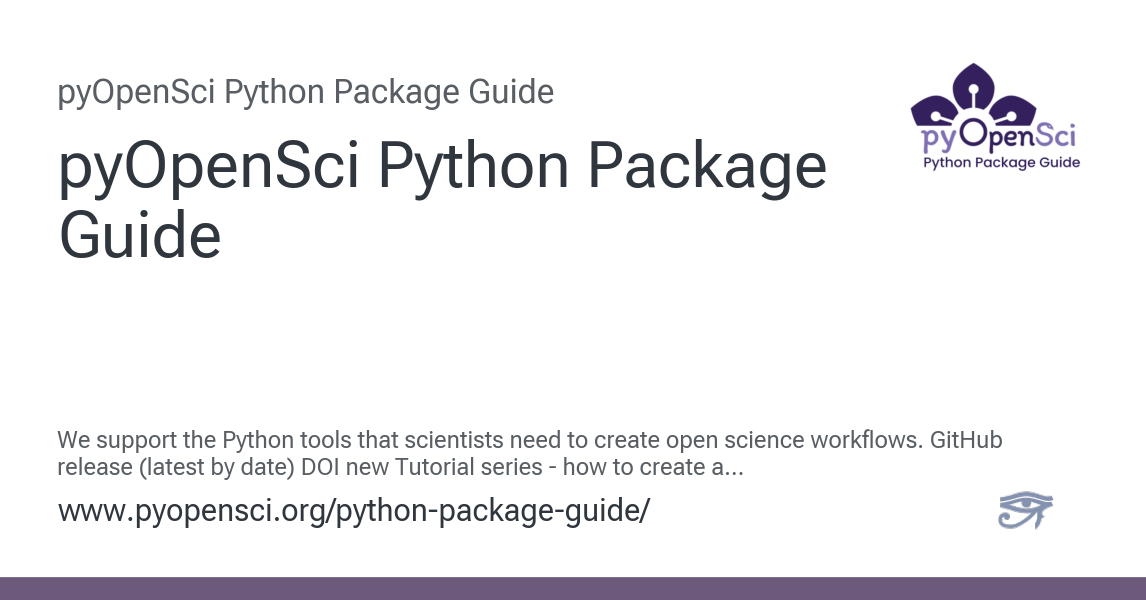 pyOpenSci Python Package Guide
pyOpenSci Python Package
Guide
pyOpenSci
Python Package Guide
We support the Python tools that scientists need to create open science workflows. GitHub
release (latest by date) DOI new Tutorial series - how to create a...
www.pyopensci.org/python-package-guide/